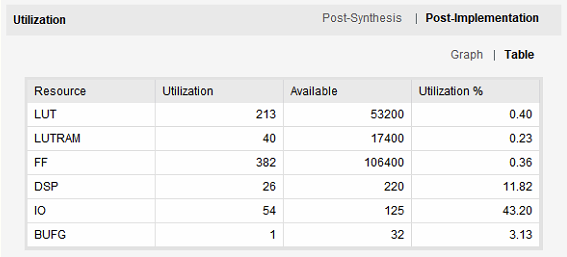 Utilization Post-Synthesis | Post-Implementation
Graph | Table
Resource Utilization Available Utilization %
LUT 213 53200 0.40
LUTRAM 40 17400 0.23
FF 382 106400 0.36
DSP 26 220 11.82
IO 54 125 43.20
BUFG 1 32 3.13